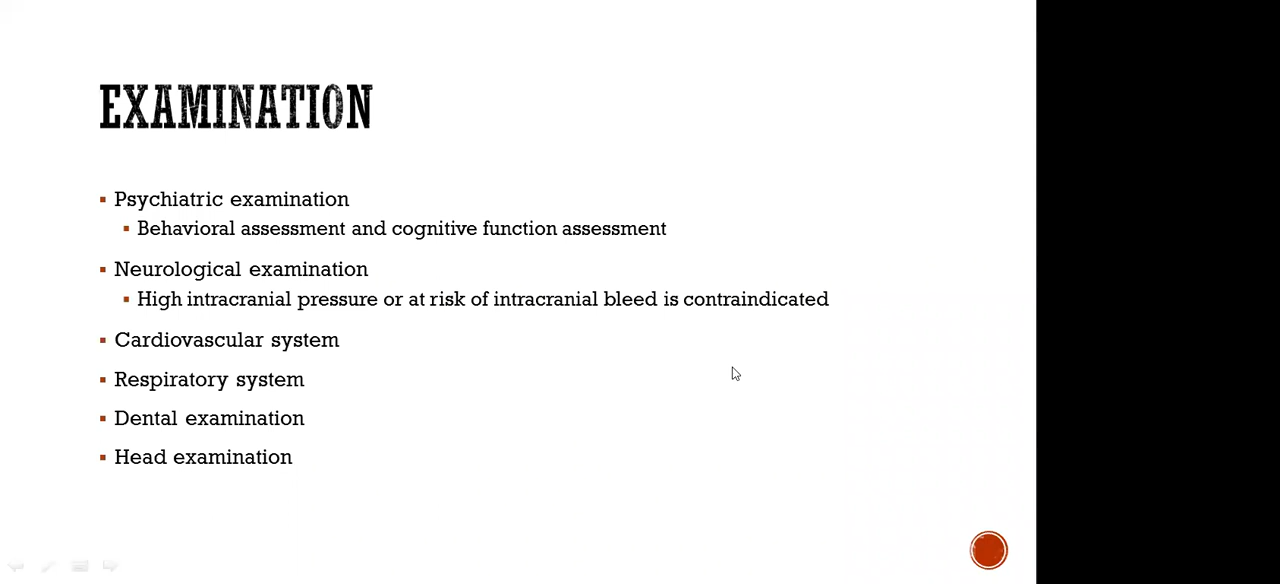 EXAMINATION
Psychiatric examination
Behavioral assessment and cognitive function assessment
Neurological examination
High intracranial pressure or at risk of intracranial bleed is contraindicated
Cardiovascular system
Respiratory system
Dental examination
Head examination